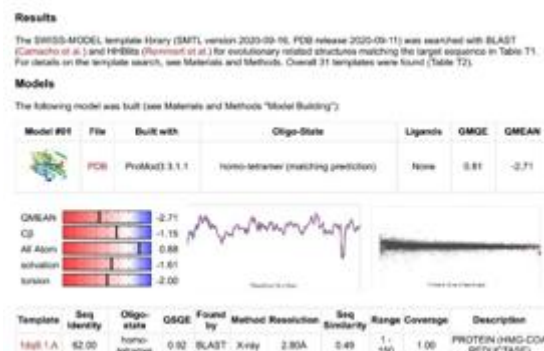 Results
The SWISS-MODEL template library (SMTL version 2020-09-16, PDB release 2020-09-11) was searched with BLAST
(Camacho et al.) and HHBlits (Remmert et al.) for evolutionary related structures matching the target sequence in Table T1.
For details on the template search, see Materials and Methods. Overall 31 templates were found (Table T2).
Models
The following model was built (see Materials and Methods "Model Building"):
Model #01 File Built with Oligo-State Ligands GMQE QMEAN
PDB ProMod3 3.1.1 homo-tetramer (matching prediction) None 0.81 -2.71
QMEAN -2.71
Cβ -1.15
All Atom 0.88
solvation -1.61
torsion -2.00
Template Seq Identity Oligo-state QSQE Found by Method Resolution Seq Similarity Range Coverage Description
62.00 homo-tetramer 0.92 BLAST X-ray 2.80Å 0.49 1 - 1.00 PROTEIN (HMG-COA REDUCTASE)